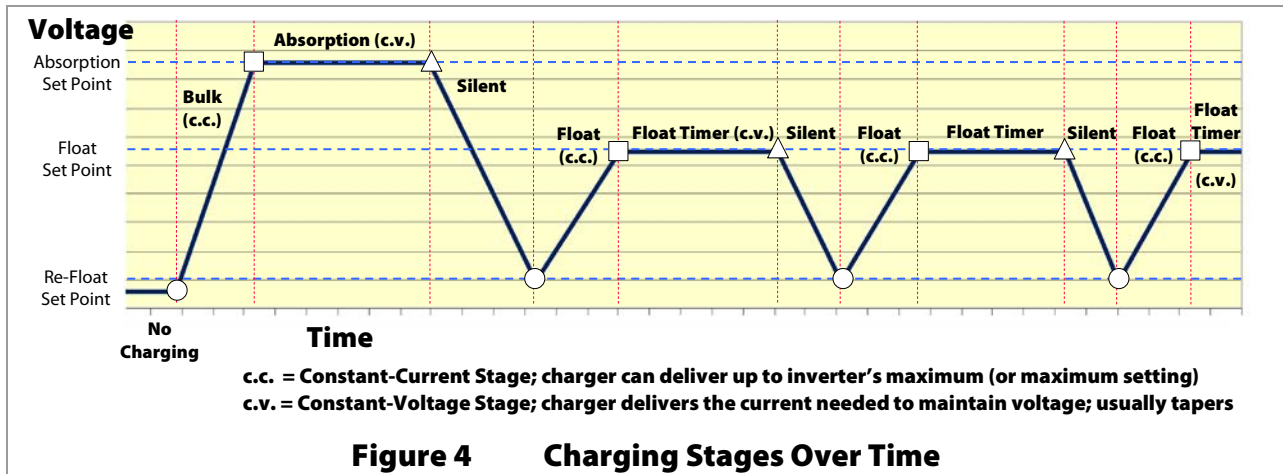 Voltage
Absorption
Set Point
Float
Set Point
Re-Float
Set Point
Absorption (c.v.)
Bulk
(c.c.)
Silent
Float
(c.c.)
Float Timer (c.v.)
Silent
Float
(c.c.)
Float Timer
Silent
Float
(c.c.)
Float
Timer
(c.v.)
No
Charging
Time
c.c. = Constant-Current Stage; charger can deliver up to inverter's maximum (or maximum setting)
c.v. = Constant-Voltage Stage; charger delivers the current needed to maintain voltage; usually tapers
Figure 4 Charging Stages Over Time